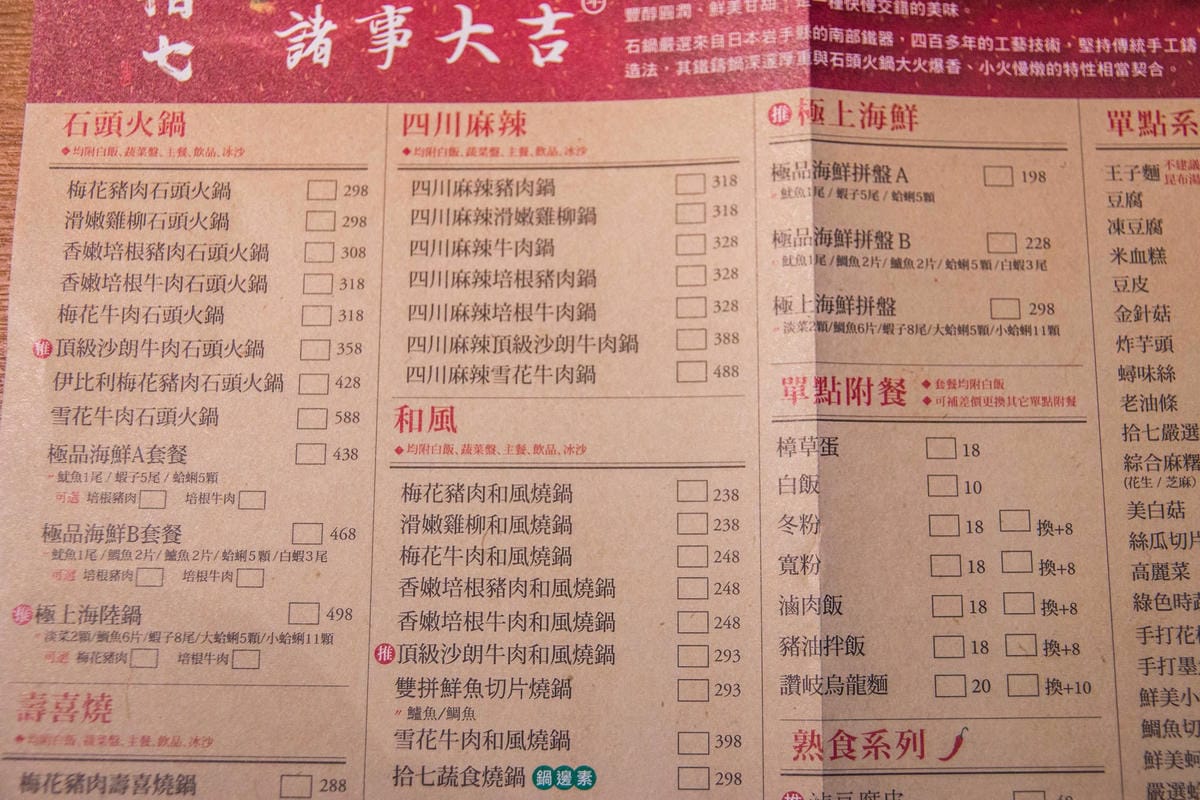 拾七
諸事大吉
豐醇圓潤、鮮美甘甜，是一種快慢交錯的美味。
石鍋嚴選來自日本岩手縣的南部鐵器，四百多年的工藝技術，堅持傳統手工鑄
造法，其鐵鑄鍋深邃厚重與石頭火鍋大火爆香、小火慢燉的特性相當契合。
石頭火鍋
◆均附白飯、蔬菜盤、主餐、飲品、冰沙
梅花豬肉石頭火鍋 298
滑嫩雞柳石頭火鍋 298
香嫩培根豬肉石頭火鍋 308
香嫩培根牛肉石頭火鍋 318
梅花牛肉石頭火鍋 318
推 頂級沙朗牛肉石頭火鍋 358
伊比利梅花豬肉石頭火鍋 428
雪花牛肉石頭火鍋 588
極品海鮮A套餐 438
魷魚1尾 / 蝦子5尾 / 蛤蜊5顆
可選 培根豬肉 培根牛肉
極品海鮮B套餐 468
魷魚1尾 /鯛魚2片/ 鱸魚2片/ 蛤蜊5顆/白蝦3尾
可選 培根豬肉 培根牛肉
推 極上海陸鍋 498
淡菜2顆/鯛魚6片/蝦子8尾/大蛤蜊5顆/小蛤蜊11顆
可選 梅花豬肉 培根牛肉
壽喜燒
◆均附白飯、蔬菜盤、主餐、飲品、冰沙
梅花豬肉壽喜燒鍋 288
四川麻辣
◆均附白飯、蔬菜盤、主餐、飲品、冰沙
四川麻辣豬肉鍋 318
四川麻辣滑嫩雞柳鍋 318
四川麻辣牛肉鍋 328
四川麻辣培根豬肉鍋 328
四川麻辣培根牛肉鍋 328
四川麻辣頂級沙朗牛肉鍋 388
四川麻辣雪花牛肉鍋 488
和風
◆均附白飯、蔬菜盤、主餐、飲品、冰沙
梅花豬肉和風燒鍋 238
滑嫩雞柳和風燒鍋 238
梅花牛肉和風燒鍋 248
香嫩培根豬肉和風燒鍋 248
香嫩培根牛肉和風燒鍋 248
推 頂級沙朗牛肉和風燒鍋 293
雙拼鮮魚切片燒鍋 293
鱸魚/鯛魚
雪花牛肉和風燒鍋 398
拾七蔬食燒鍋 鍋邊素 298
推 極上海鮮
極品海鮮拼盤A 198
魷魚1尾 / 蝦子5尾 / 蛤蜊5顆
極品海鮮拼盤B 228
魷魚1尾/ 鯛魚2片/ 鱸魚2片/ 蛤蜊5顆/白蝦3尾
極上海鮮拼盤 298
淡菜2顆/鯛魚6片/蝦子8尾/大蛤蜊5顆/小蛤蜊11顆
單點附餐
◆套餐均附白飯
◆可補差價更換其它單點附餐
樟草蛋 18
白飯 10
冬粉 18 換+8
寬粉 18 換+8
滷肉飯 18 換+8
豬油拌飯 18 換+8
讚岐烏龍麵 20 換+10
熟食系列
推
單點系
王子麵 不建議
昆布湯
豆腐
凍豆腐
米血糕
豆皮
金針菇
炸芋頭
蟳味絲
老油條
拾七嚴選
綜合麻糬
(花生 / 芝麻)
美白菇
絲瓜切片
高麗菜
綠色時蔬
手打花枝
手打墨
鮮美小
鯛魚切
鮮美蚵
嚴選蛤